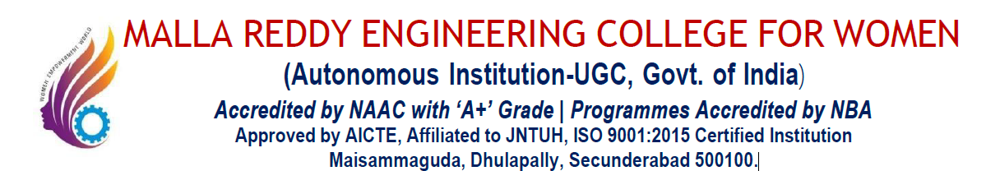 WOMEN EMPOWERMENT WORLD
MALLA REDDY ENGINEERING COLLEGE FOR WOMEN
(Autonomous Institution-UGC, Govt. of India)
Accredited by NAAC with ‘A+’ Grade | Programmes Accredited by NBA
Approved by AICTE, Affiliated to JNTUH, ISO 9001:2015 Certified Institution
Maisammaguda, Dhulapally, Secunderabad 500100.